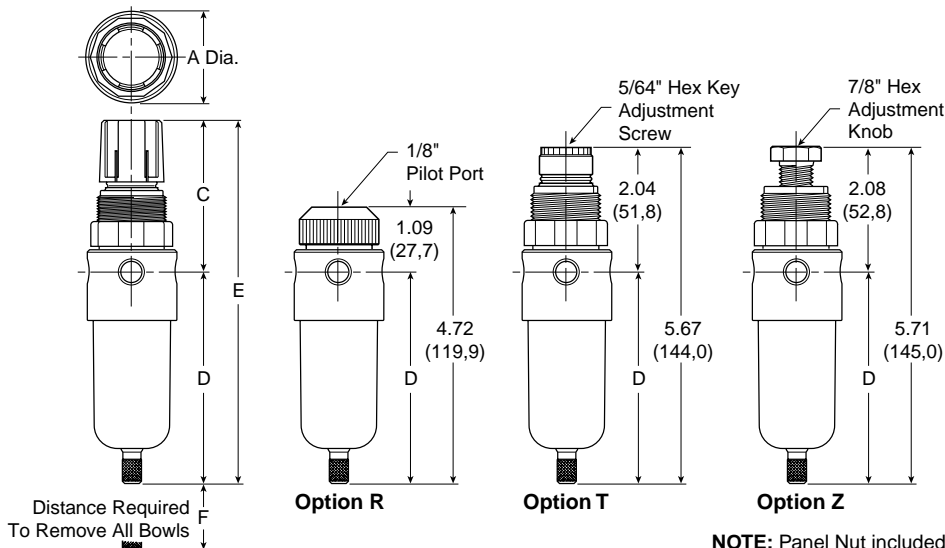 A Dia.
C
E
D
F
Distance Required
To Remove All Bowls
1/8"
Pilot Port
1.09
(27,7)
4.72
(119,9)
D
Option R
5/64" Hex Key
Adjustment
Screw
2.04
(51,8)
5.67
(144,0)
D
Option T
7/8" Hex
Adjustment
Knob
2.08
(52,8)
5.71
(145,0)
D
Option Z
NOTE: Panel Nut included